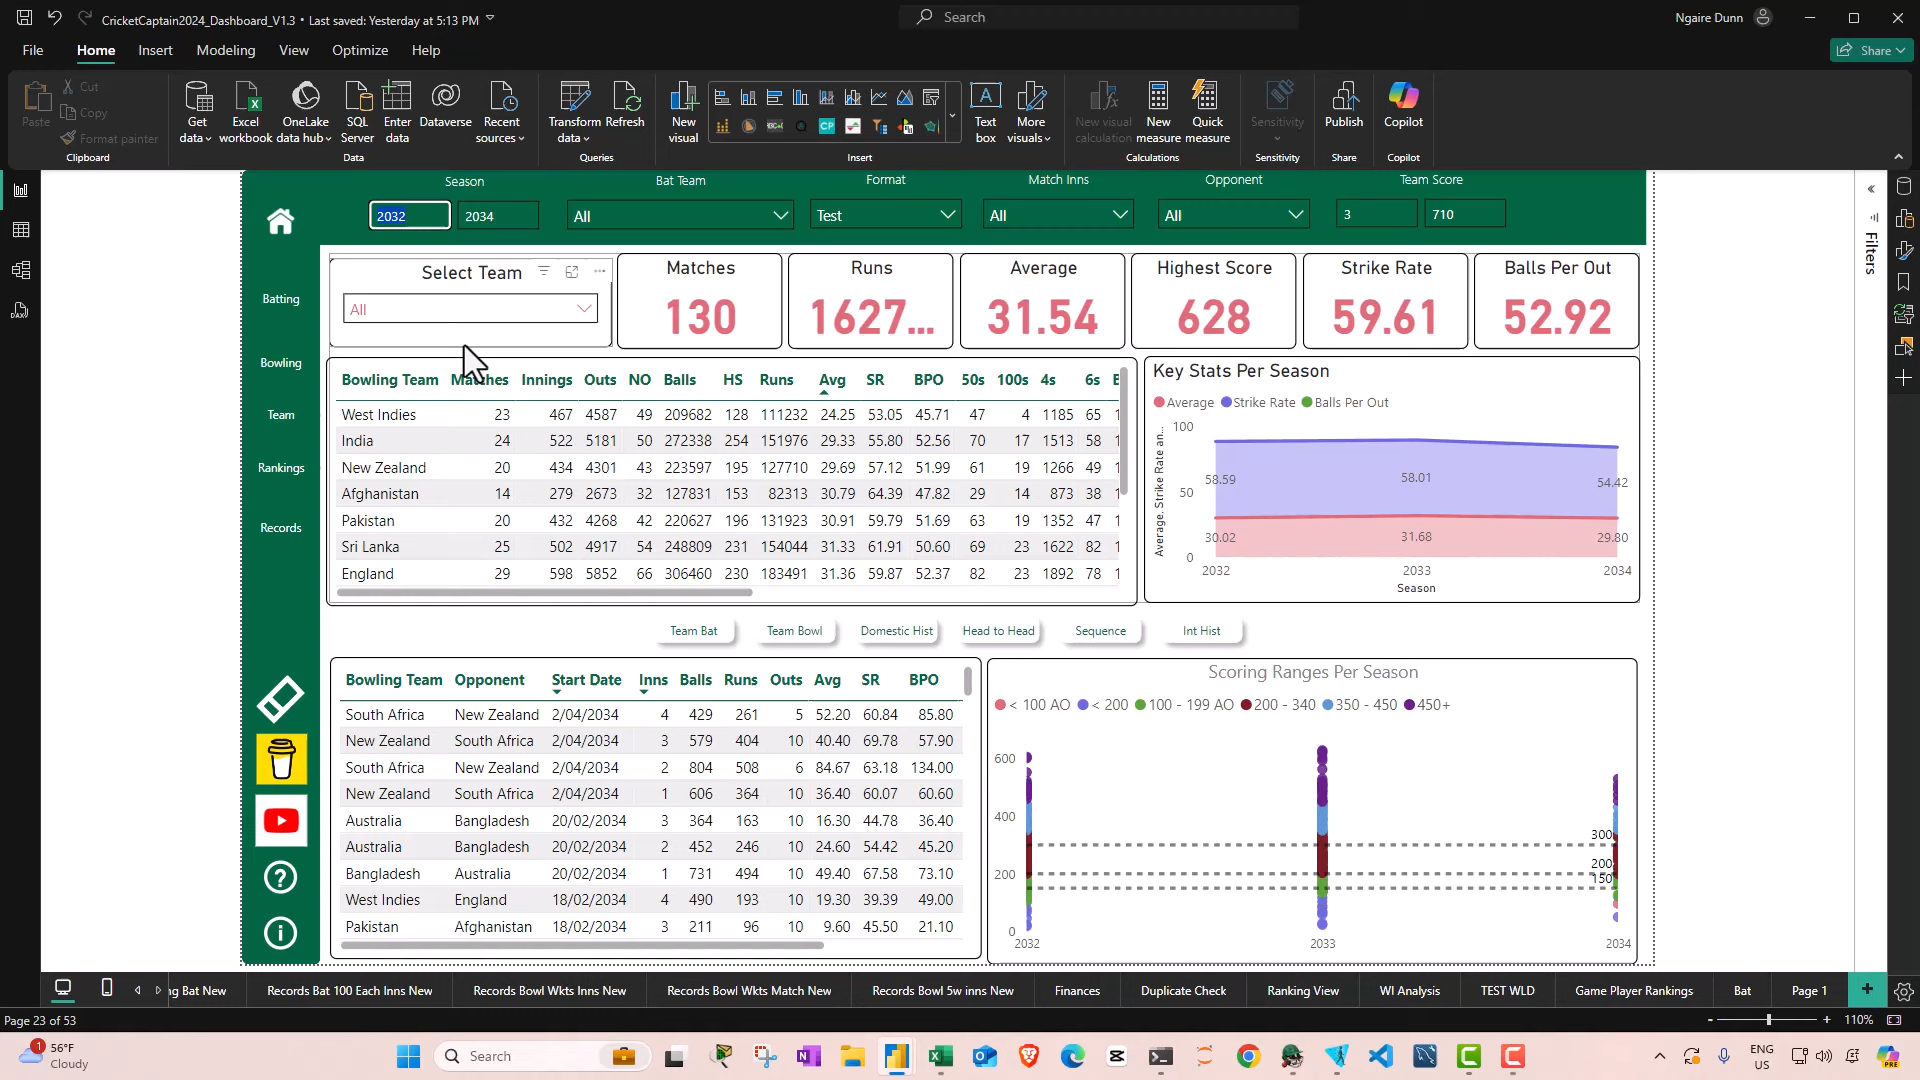 CricketCaptain2024_Dashboard_V1.3 • Last saved: Yesterday at 5:13 PM
Search
Ngaire Dunn
File Home Insert Modeling View Optimize Help
Share
Paste
Cut
Copy
Format painter
Clipboard
Get data
Excel workbook
OneLake data hub
SQL Server
Enter data
Dataverse
Recent sources
Data
Transform data
Refresh
Queries
New visual
Text box
More visuals
Insert
New visual calculation
New measure
Quick measure
Calculations
Sensitivity
Sensitivity
Publish
Share
Copilot
Copilot
Season Bat Team Format Match Inns Opponent Team Score
2032 2034 All Test All All 3 710
Filters
Batting
Bowling
Team
Rankings
Records
Select Team
All
Matches
130
Runs
1627...
Average
31.54
Highest Score
628
Strike Rate
59.61
Balls Per Out
52.92
Bowling Team Matches Innings Outs NO Balls HS Runs Avg SR BPO 50s 100s 4s 6s
West Indies 23 467 4587 49 209682 128 111232 24.25 53.05 45.71 47 4 1185 65
India 24 522 5181 50 272338 254 151976 29.33 55.80 52.56 70 17 1513 58
New Zealand 20 434 4301 43 223597 195 127710 29.69 57.12 51.99 61 19 1266 49
Afghanistan 14 279 2673 32 127831 153 82313 30.79 64.39 47.82 29 14 873 38
Pakistan 20 432 4268 42 220627 196 131923 30.91 59.79 51.69 63 19 1352 47
Sri Lanka 25 502 4917 54 248809 231 154044 31.33 61.91 50.60 69 23 1622 82
England 29 598 5852 66 306460 230 183491 31.36 59.87 52.37 82 23 1892 78
Key Stats Per Season
Average Strike Rate Balls Per Out
Average, Strike Rate an...
100
50
0
58.59 58.01 54.42
30.02 31.68 29.80
2032 2033 2034
Season
Team Bat Team Bowl Domestic Hist Head to Head Sequence Int Hist
Bowling Team Opponent Start Date Inns Balls Runs Outs Avg SR BPO
South Africa New Zealand 2/04/2034 4 429 261 5 52.20 60.84 85.80
New Zealand South Africa 2/04/2034 3 579 404 10 40.40 69.78 57.90
South Africa New Zealand 2/04/2034 2 804 508 6 84.67 63.18 134.00
New Zealand South Africa 2/04/2034 1 606 364 10 36.40 60.07 60.60
Australia Bangladesh 20/02/2034 3 364 163 10 16.30 44.78 36.40
Australia Bangladesh 20/02/2034 2 452 246 10 24.60 54.42 45.20
Bangladesh Australia 20/02/2034 1 731 494 10 49.40 67.58 73.10
West Indies England 18/02/2034 4 490 193 10 19.30 39.39 49.00
Pakistan Afghanistan 18/02/2034 3 211 96 10 9.60 45.50 21.10
Scoring Ranges Per Season
< 100 AO < 200 100 - 199 AO 200 - 340 350 - 450 450+
600
400
200
0
300
200
150
2032 2033 2034
ng Bat New Records Bat 100 Each Inns New Records Bowl Wkts Inns New Records Bowl Wkts Match New Records Bowl 5w inns New Finances Duplicate Check Ranking View WI Analysis TEST WLD Game Player Rankings Bat Page 1
Page 23 of 53
110%
1
56°F
Cloudy
Search
ENG
US
PRE